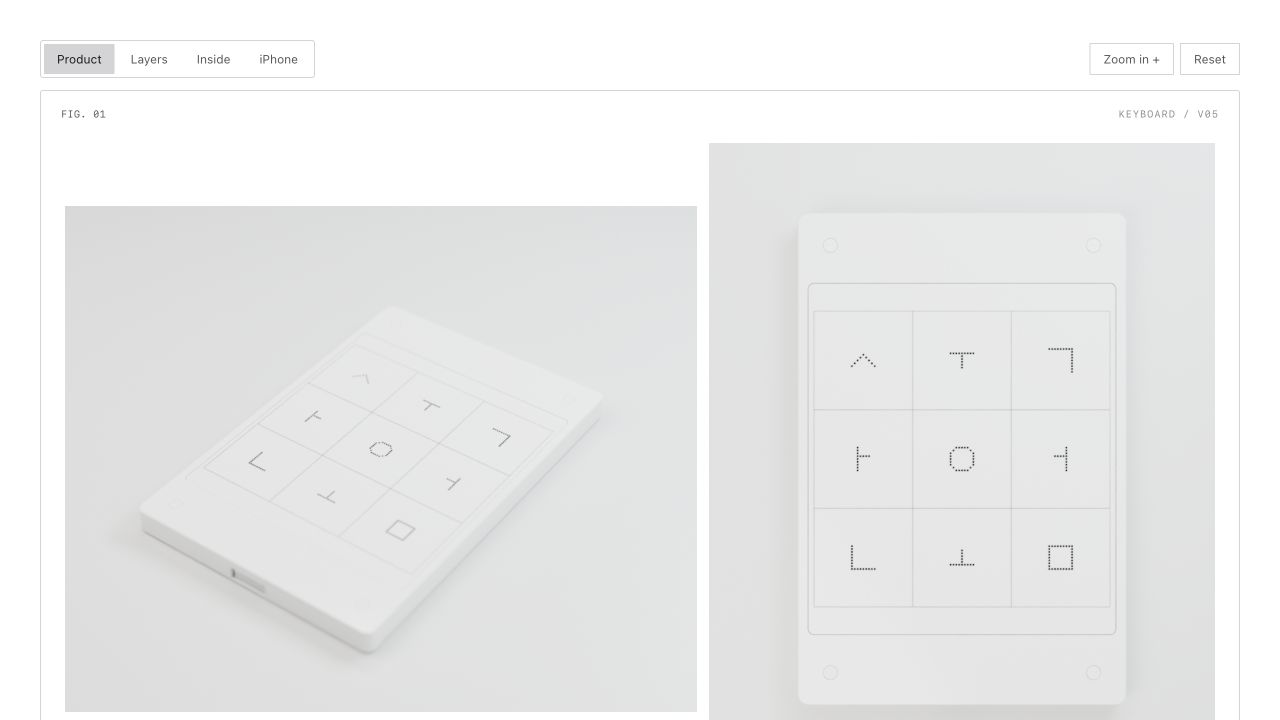 Product Layers Inside iPhone Zoom in + Reset
FIG. 01 KEYBOARD / V05